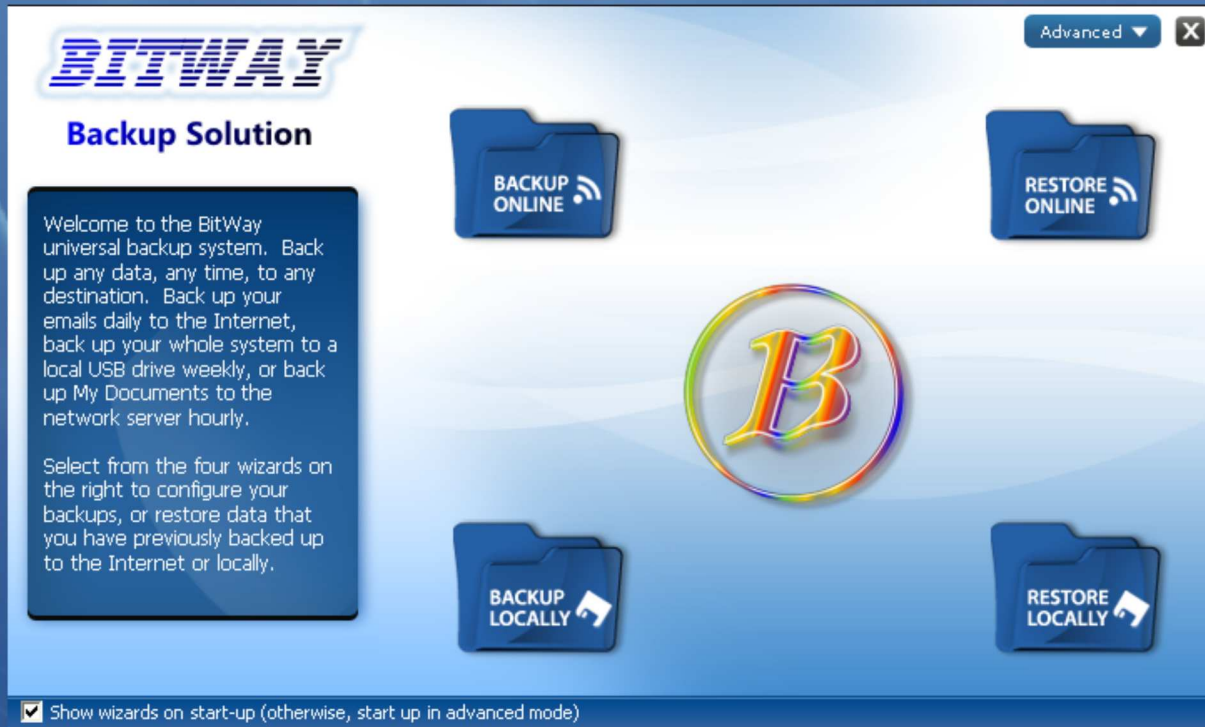 BITWAY
Backup Solution
Welcome to the BitWay
universal backup system. Back
up any data, any time, to any
destination. Back up your
emails daily to the Internet,
back up your whole system to a
local USB drive weekly, or back
up My Documents to the
network server hourly.
Select from the four wizards on
the right to configure your
backups, or restore data that
you have previously backed up
to the Internet or locally.
Advanced
X
BACKUP
ONLINE
RESTORE
ONLINE
B
BACKUP
LOCALLY
RESTORE
LOCALLY
Show wizards on start-up (otherwise, start up in advanced mode)